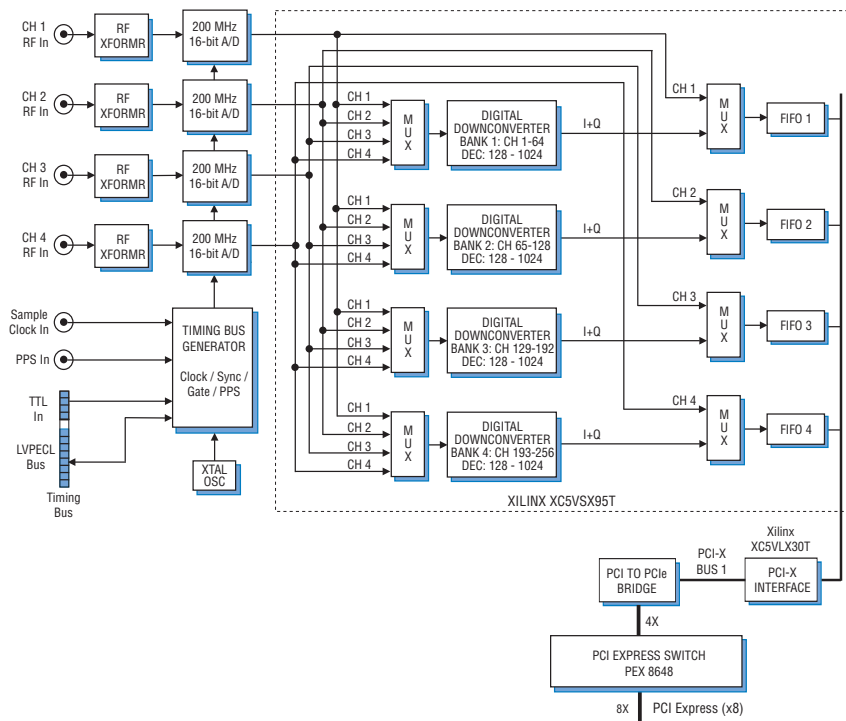 CH 1
RF In
RF
XFORMR
200 MHz
16-bit A/D
CH 2
RF In
RF
XFORMR
200 MHz
16-bit A/D
CH 3
RF In
RF
XFORMR
200 MHz
16-bit A/D
CH 4
RF In
RF
XFORMR
200 MHz
16-bit A/D
Sample
Clock In
PPS In
TTL
In
LVPECL
Bus
Timing
Bus
TIMING BUS
GENERATOR
Clock / Sync /
Gate / PPS
XTAL
OSC
CH 1
CH 2
CH 3
CH 4
MUX
DIGITAL
DOWNCONVERTER
BANK 1: CH 1-64
DEC: 128 - 1024
I+Q
CH 1
MUX
FIFO 1
CH 1
CH 2
CH 3
CH 4
MUX
DIGITAL
DOWNCONVERTER
BANK 2: CH 65-128
DEC: 128 - 1024
I+Q
CH 2
MUX
FIFO 2
CH 1
CH 2
CH 3
CH 4
MUX
DIGITAL
DOWNCONVERTER
BANK 3: CH 129-192
DEC: 128 - 1024
I+Q
CH 3
MUX
FIFO 3
CH 1
CH 2
CH 3
CH 4
MUX
DIGITAL
DOWNCONVERTER
BANK 4: CH 193-256
DEC: 128 - 1024
I+Q
CH 4
MUX
FIFO 4
XILINX XC5VSX95T
Xilinx
XC5VLX30T
PCI-X
INTERFACE
PCI-X
BUS 1
PCI TO PCIe
BRIDGE
4X
PCI EXPRESS SWITCH
PEX 8648
8X
PCI Express (x8)